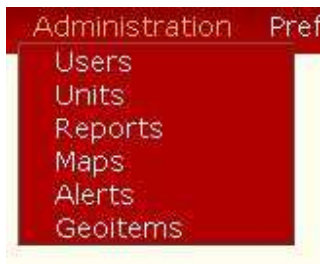 Administration Pref
Users
Units
Reports
Maps
Alerts
Geoitems